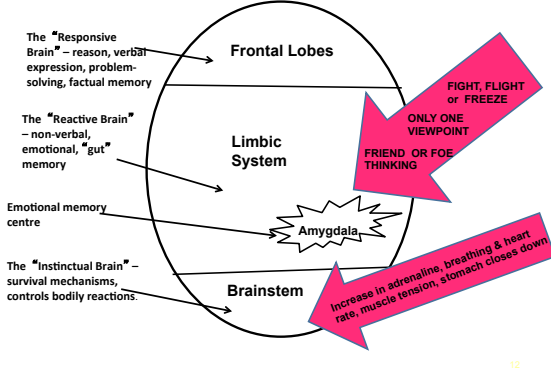 The “Responsive
Brain” – reason, verbal
expression, problem-
solving, factual memory
Frontal Lobes
FIGHT, FLIGHT
or FREEZE
ONLY ONE
VIEWPOINT
FRIEND OR FOE
THINKING
The “Reactive Brain”
– non-verbal,
emotional, “gut”
memory
Limbic
System
Emotional memory
centre
Amygdala
The “Instinctual Brain” –
survival mechanisms,
controls bodily reactions.
Brainstem
Increase in adrenaline, breathing & heart
rate, muscle tension, stomach closes down